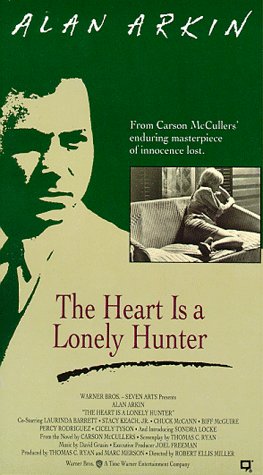 ALAN ARKIN
From Carson McCullers'
enduring masterpiece
of innocence lost.
The Heart Is a
Lonely Hunter
WARNER BROS. – SEVEN ARTS Presents
ALAN ARKIN
"THE HEART IS A LONELY HUNTER"
Co-Starring LAURINDA BARRETT • STACY KEACH, JR. • CHUCK McCANN • BIFF McGUIRE
PERCY RODRIGUEZ • CICELY TYSON • And Introducing SONDRA LOCKE
From the Novel by CARSON McCULLERS • Screenplay by THOMAS C. RYAN
Music by David Grusin • Executive Producer JOEL FREEMAN
Produced by THOMAS C. RYAN and MARC MERSON • Directed by ROBERT ELLIS MILLER
Warner Bros. A Time Warner Entertainment Company